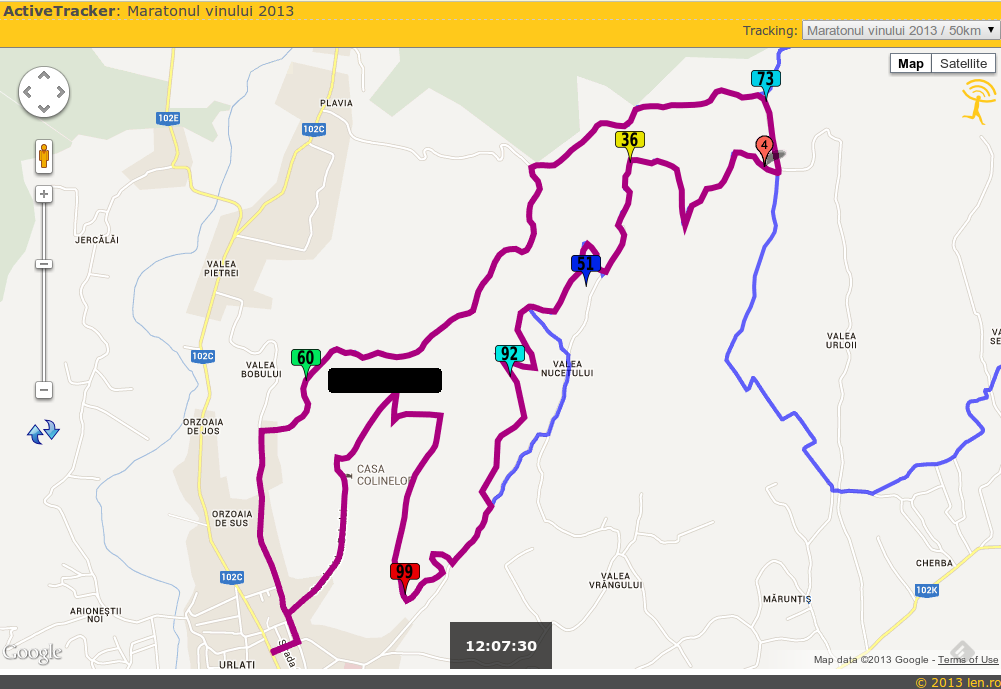 ActiveTracker: Maratonul vinului 2013
Tracking: Maratonul vinului 2013 / 50km
Map Satellite
73
PLAVIA
102E
102C
36
4
JERCĂLĂI
VALEA
PIETREI
51
VALEA
URLOII
60
92
102C
VALEA
BOBULUI
VALEA
NUCETULUI
ORZOAIA
DE JOS
CASA
COLINELOR
ORZOAIA
DE SUS
99
102C
VALEA
VRÂNGULUI
CHERBA
102K
MĂRUNȚIȘ
ARIONEȘTII
NOI
12:07:30
Google
URLATI
Map data ©2013 Google - Terms of Use
© 2013 len.ro